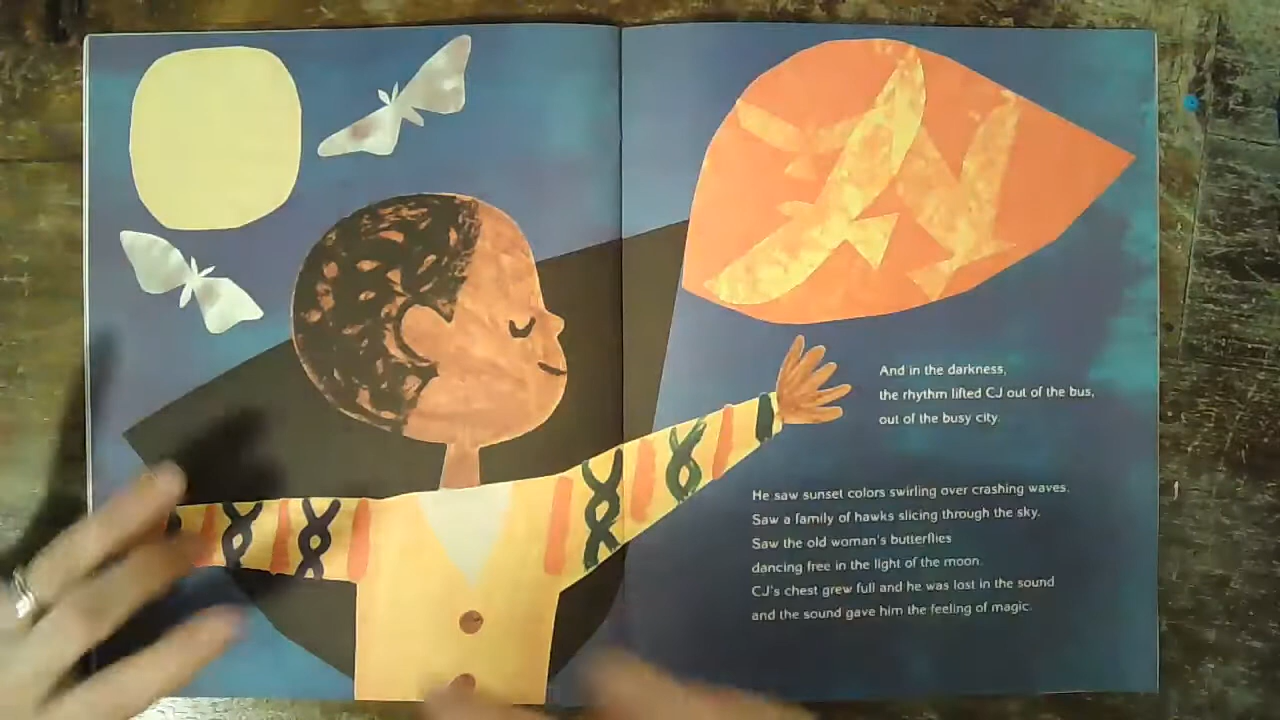 And in the darkness,
the rhythm lifted CJ out of the bus,
out of the busy city.
He saw sunset colors swirling over crashing waves.
Saw a family of hawks slicing through the sky.
Saw the old woman's butterflies
dancing free in the light of the moon.
CJ's chest grew full and he was lost in the sound
and the sound gave him the feeling of magic.